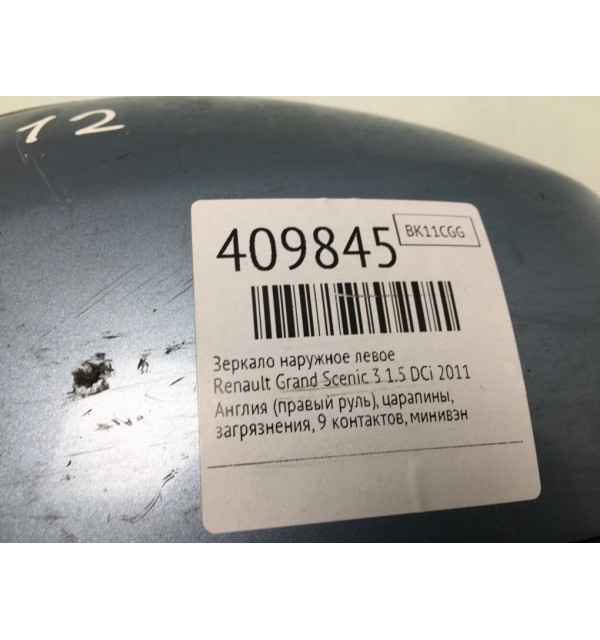 12
409845
BK11CGG
Зеркало наружное левое
Renault Grand Scenic 3 1.5 DCi 2011
Англия (правый руль), царапины,
загрязнения, 9 контактов, минивэн